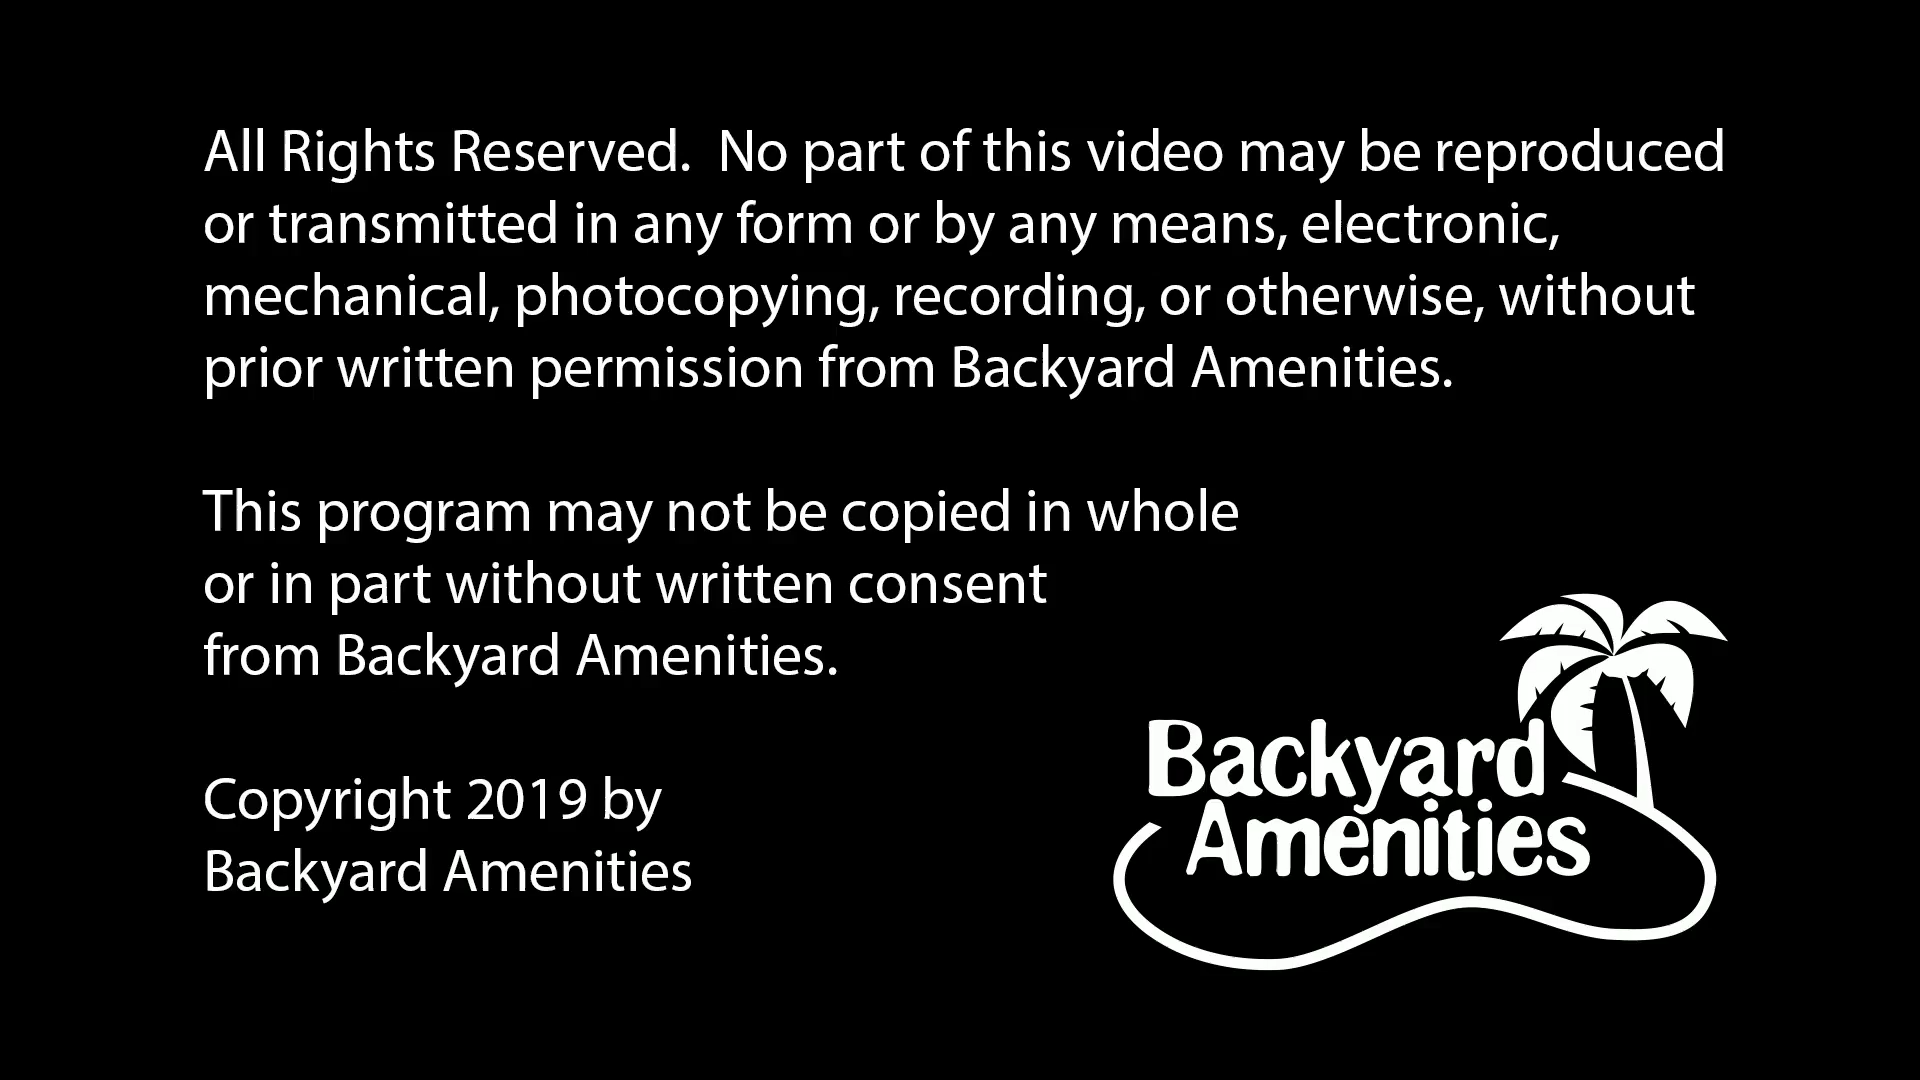 All Rights Reserved.  No part of this video may be reproduced
or transmitted in any form or by any means, electronic,
mechanical, photocopying, recording, or otherwise, without
prior written permission from Backyard Amenities.
This program may not be copied in whole
or in part without written consent
from Backyard Amenities.
Copyright 2019 by
Backyard Amenities
Backyard
Amenities